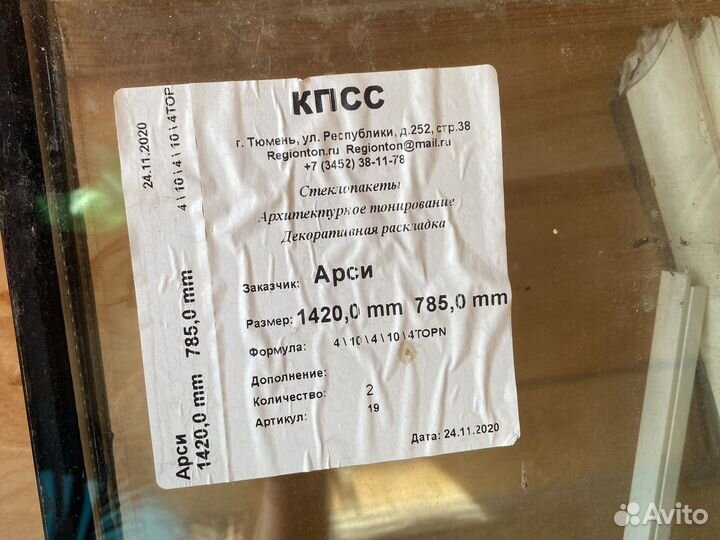 КПСС
г. Тюмень, ул. Республики, д.252, стр.38
Regionton.ru Regionton@mail.ru
+7 (3452) 38-11-78
Стеклопакеты
Архитектурное тонирование
Декоративная раскладка
Заказчик: Арси
Размер: 1420,0 mm 785,0 mm
Формула: 4 \ 10 \ 4 \ 10 \ 4TOPN
Дополнение:
Количество: 2
Артикул: 19
Дата: 24.11.2020
24.11.2020 4 \ 10 \ 4 \ 10 \ 4TOP
Арси
1420,0 mm 785,0 mm
Avito